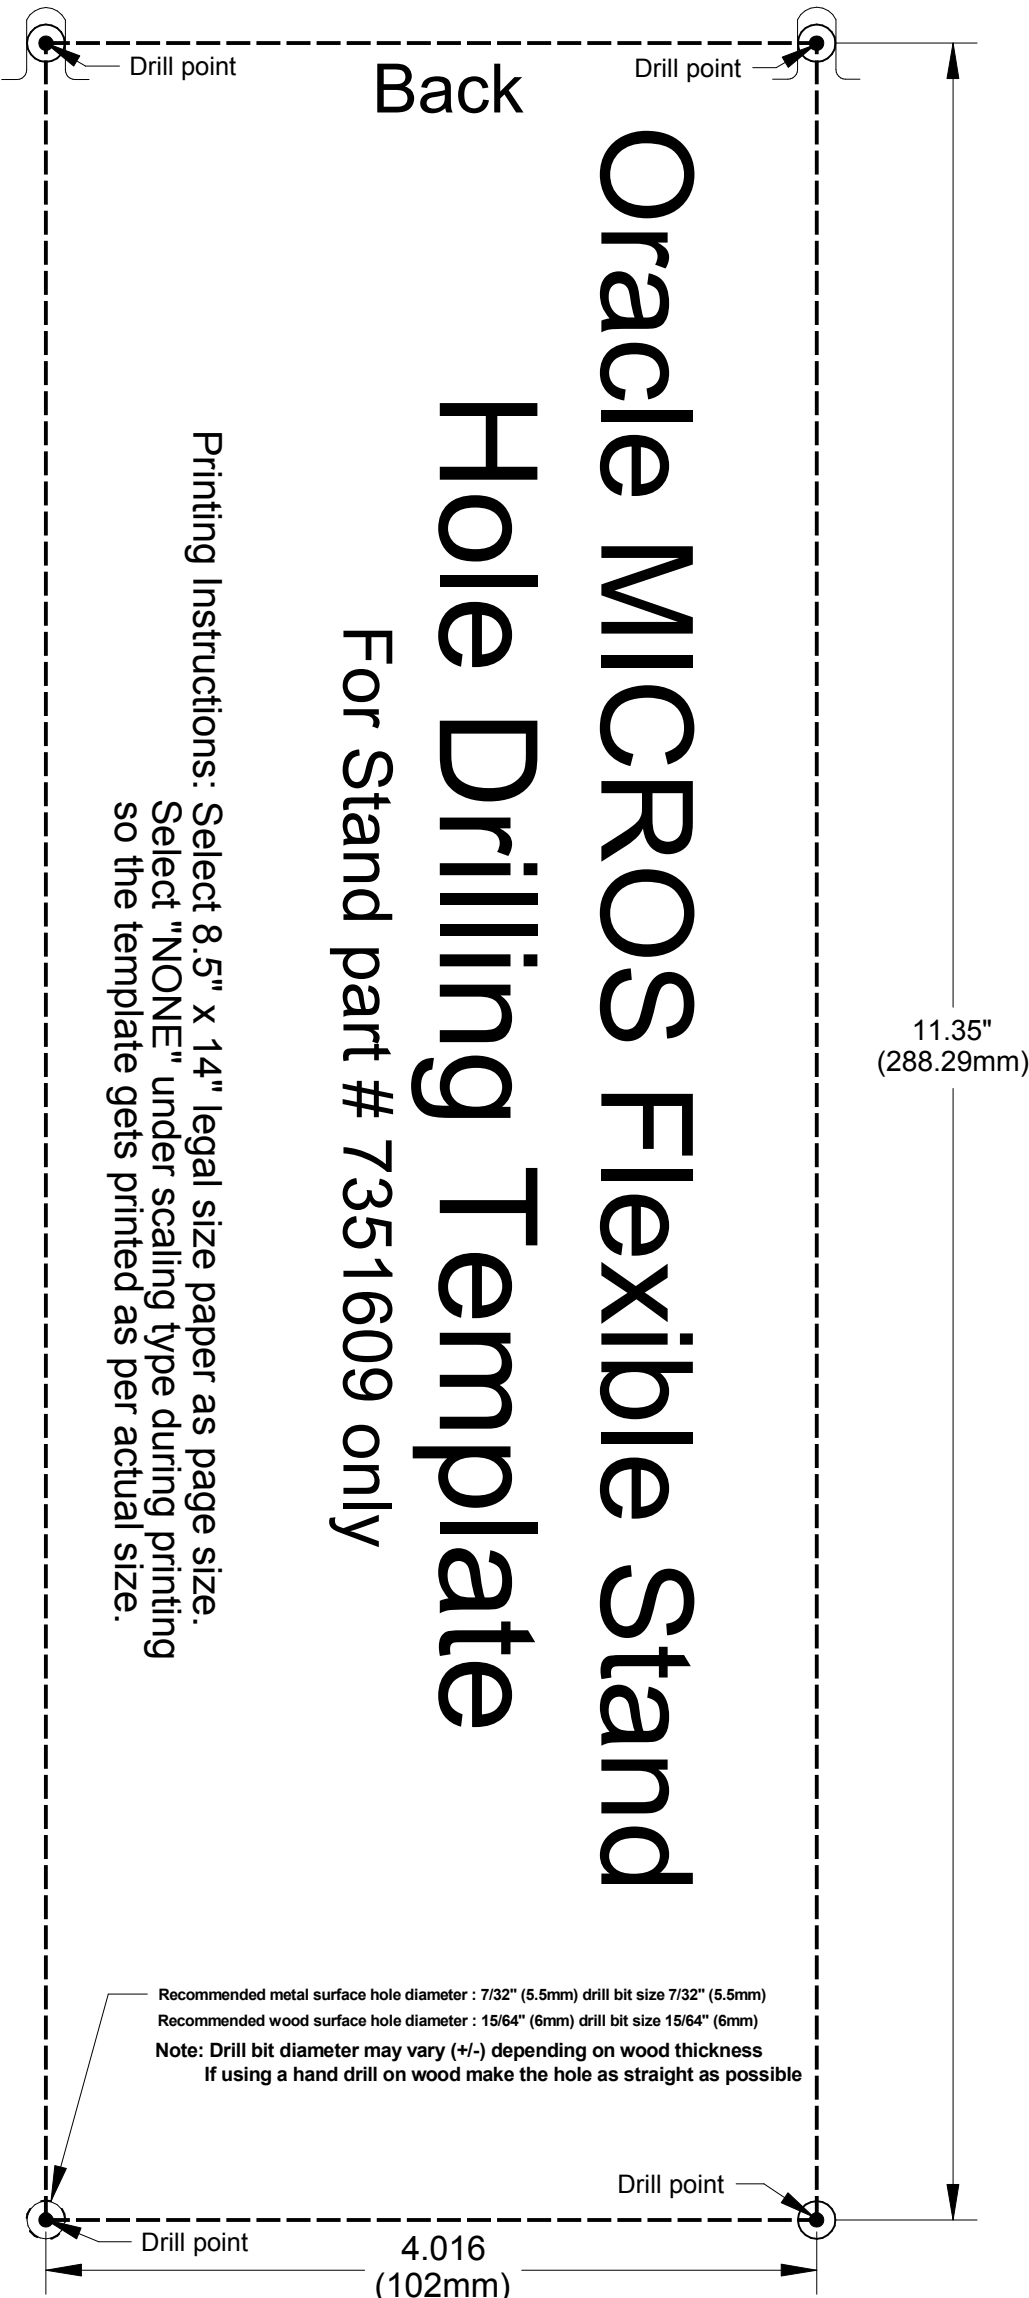 Drill point
Drill point
Back
Oracle MICROS Flexible Stand
Hole Drilling Template
For Stand part # 7351609 only
Printing Instructions: Select 8.5" x 14" legal size paper as page size.
Select "NONE" under scaling type during printing
so the template gets printed as per actual size.
11.35"
(288.29mm)
Recommended metal surface hole diameter : 7/32" (5.5mm) drill bit size 7/32" (5.5mm)
Recommended wood surface hole diameter : 15/64" (6mm) drill bit size 15/64" (6mm)
Note: Drill bit diameter may vary (+/-) depending on wood thickness
If using a hand drill on wood make the hole as straight as possible
Drill point
Drill point
4.016
(102mm)